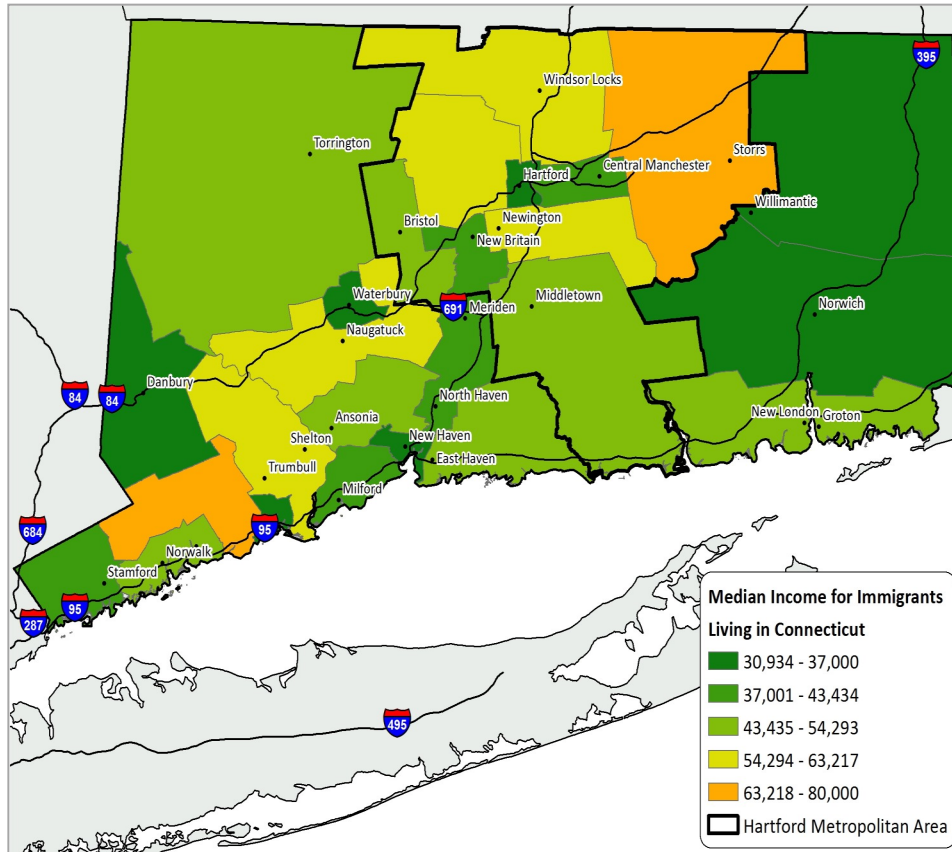 395
Windsor Locks
Torrington
Storrs
Central Manchester
Hartford
Willimantic
Bristol
Newington
New Britain
Waterbury
Middletown
691
Meriden
Norwich
Naugatuck
Danbury
84
84
North Haven
Ansonia
New London
Groton
Shelton
New Haven
East Haven
Trumbull
Milford
95
684
Norwalk
Stamford
95
287
Median Income for Immigrants
Living in Connecticut
30,934 - 37,000
37,001 - 43,434
43,435 - 54,293
54,294 - 63,217
63,218 - 80,000
Hartford Metropolitan Area
495